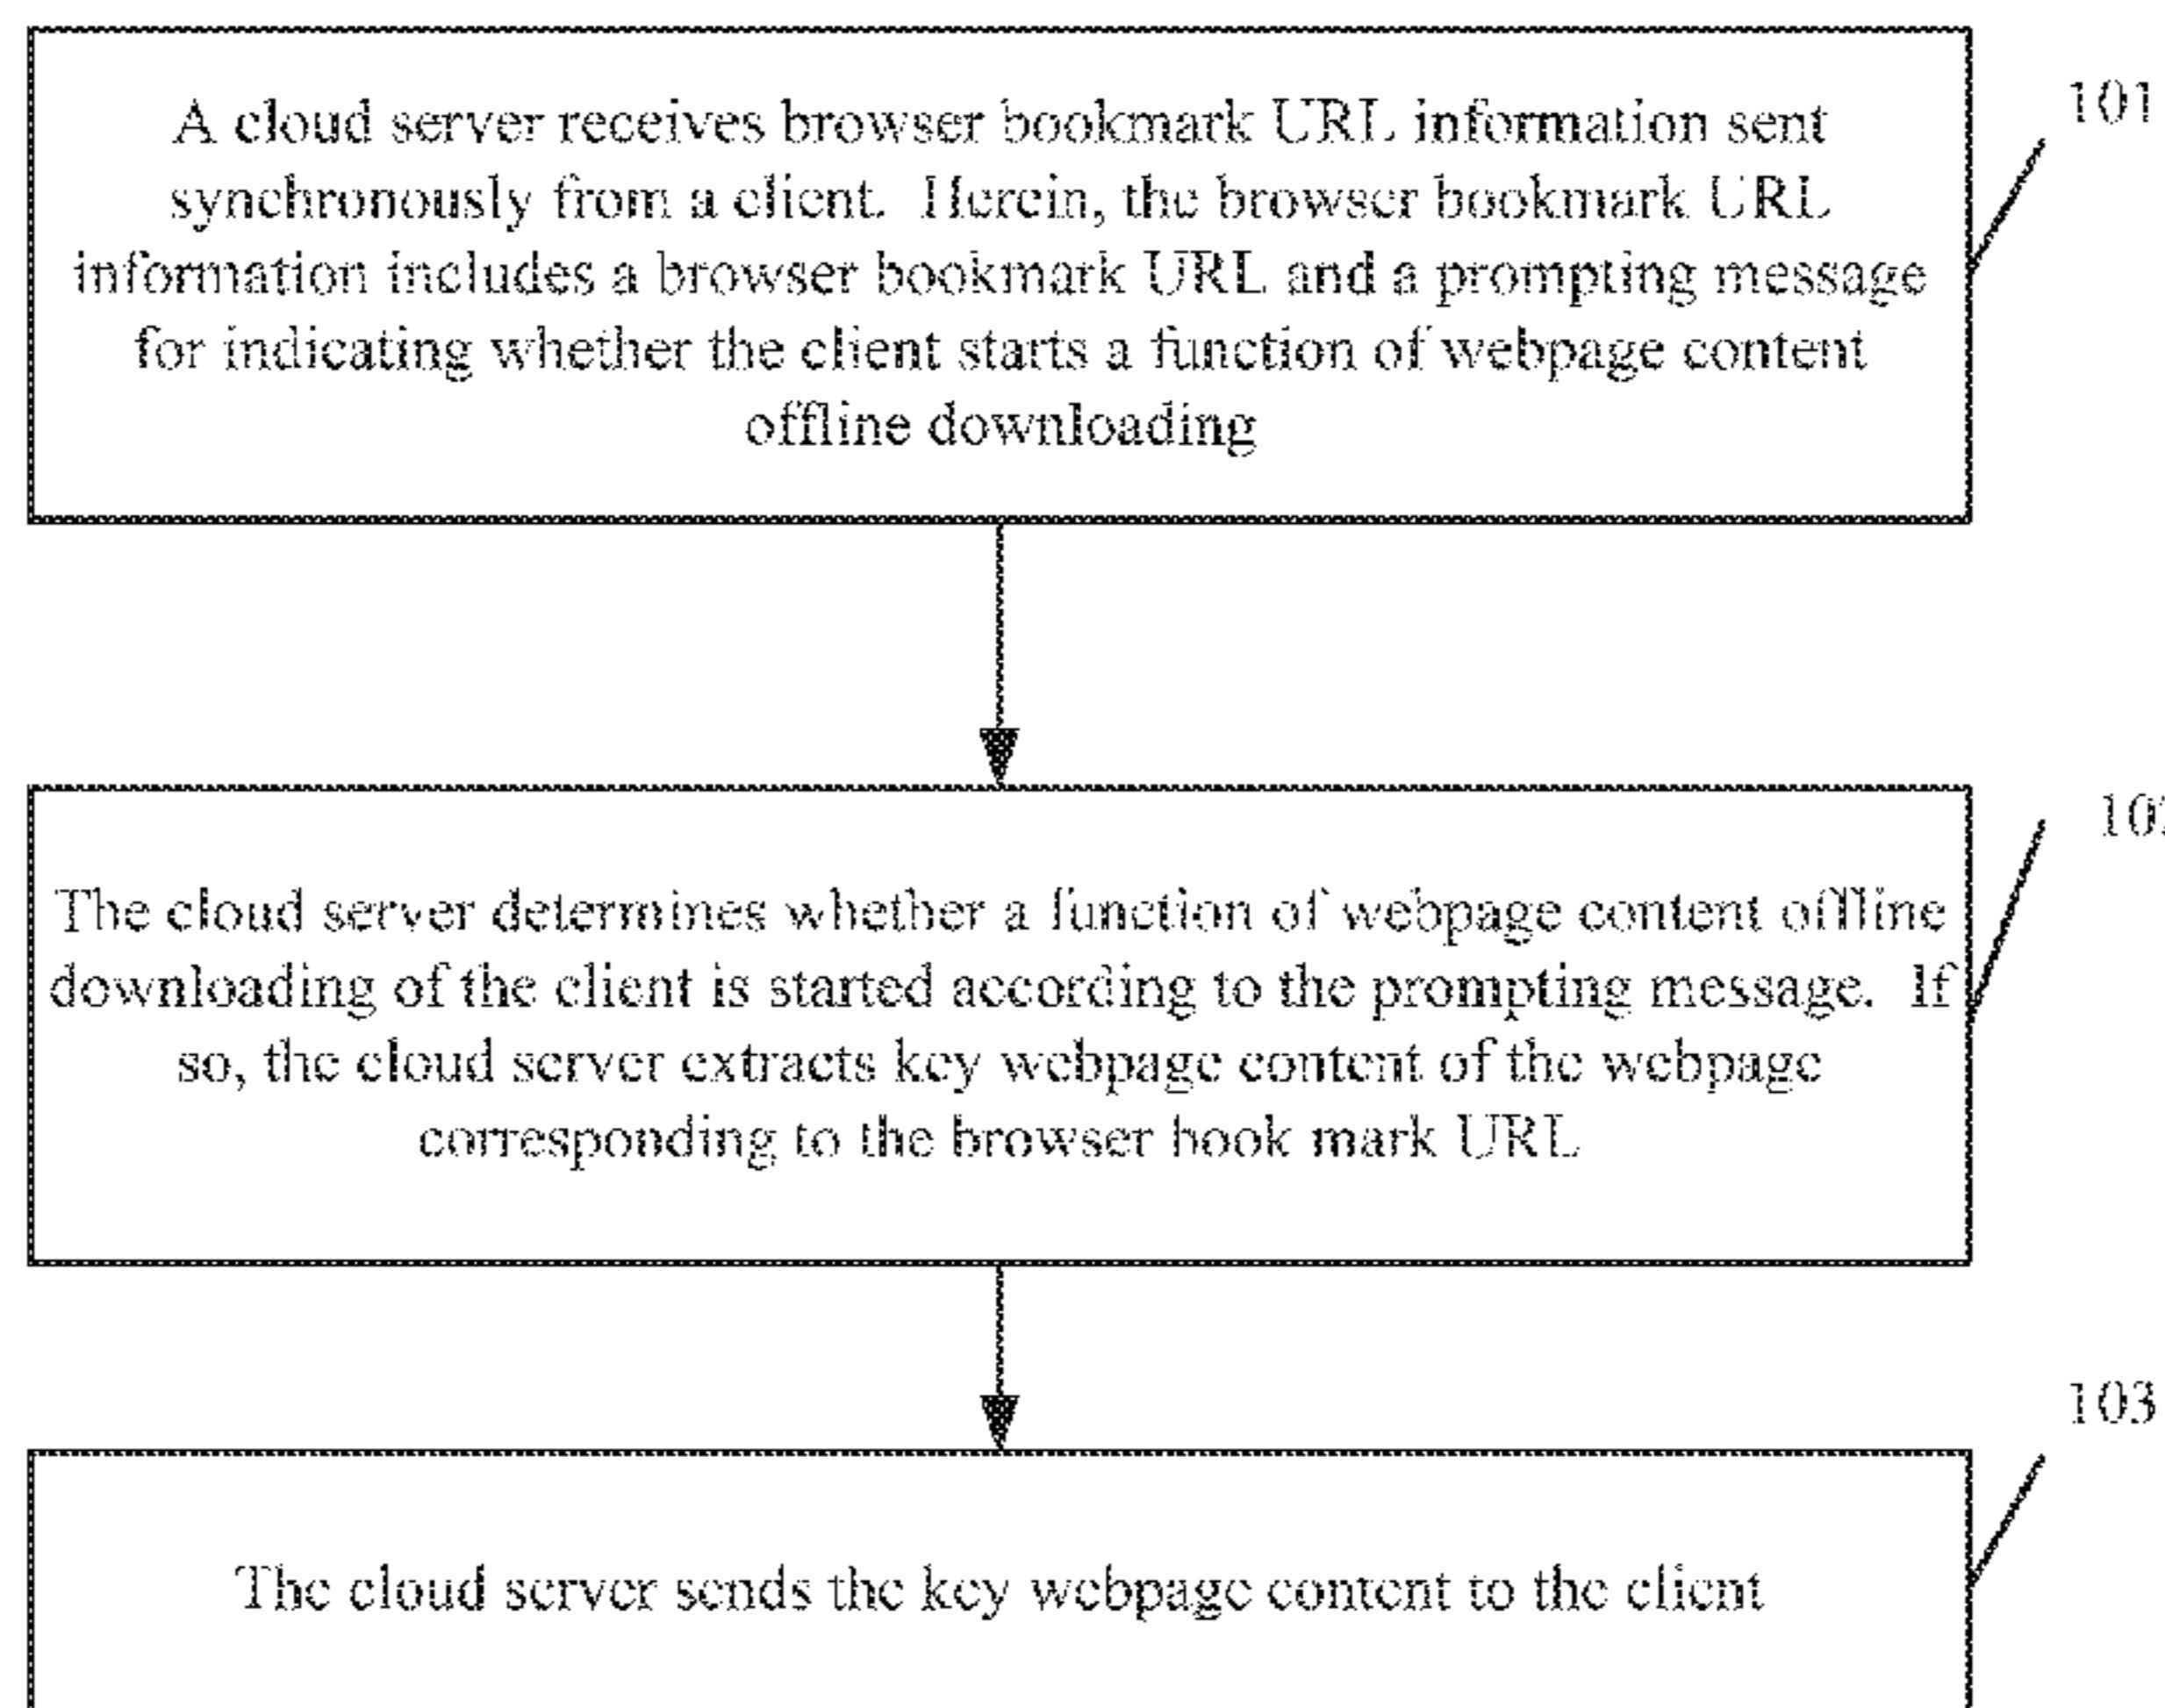 A cloud server receives browser bookmark URL information sent
synchronously from a client. Herein, the browser bookmark URL
information includes a browser bookmark URL and a prompting message
for indicating whether the client starts a function of webpage content
offline downloading
101
The cloud server determines whether a function of webpage content offline
downloading of the client is started according to the prompting message. If
so, the cloud server extracts key webpage content of the webpage
corresponding to the browser book mark URL
103
The cloud server sends the key webpage content to the client